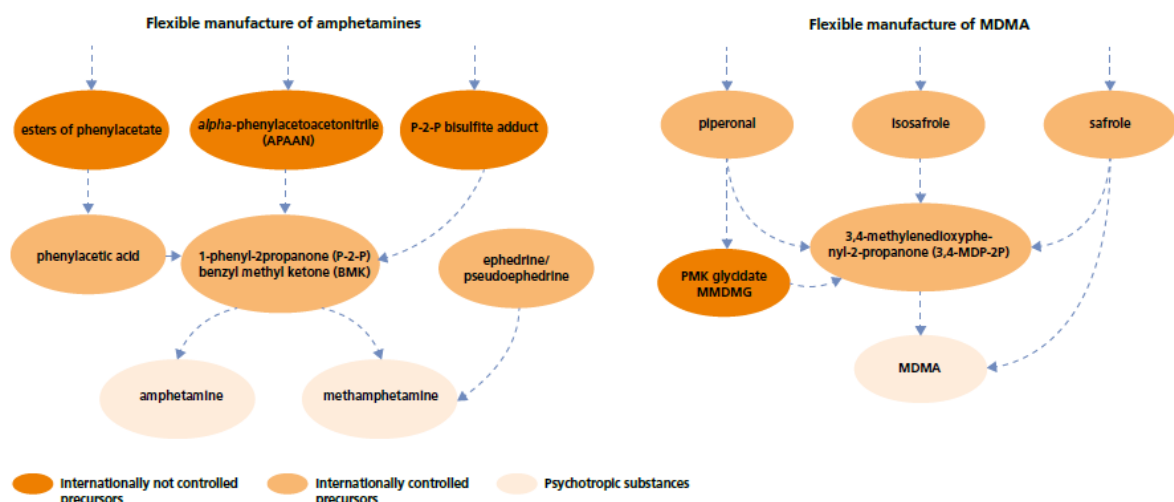 Flexible manufacture of amphetamines
esters of phenylacetate
alpha-phenylacetoacetonitrile
(APAAN)
P-2-P bisulfite adduct
phenylacetic acid
1-phenyl-2propanone (P-2-P)
benzyl methyl ketone (BMK)
ephedrine/
pseudoephedrine
amphetamine
methamphetamine
Flexible manufacture of MDMA
piperonal
isosafrole
safrole
3,4-methylenedioxyphe-
nyl-2-propanone (3,4-MDP-2P)
PMK glycidate
MMDMG
MDMA
Internationally not controlled
precursors
Internationally controlled
precursors
Psychotropic substances